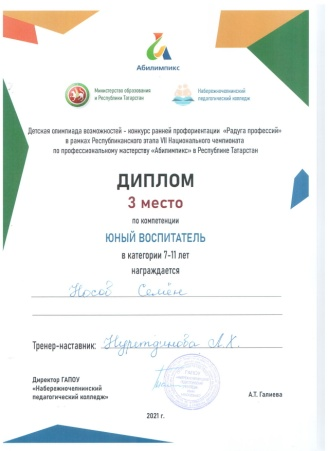 Абилимпикс
Министерство образования
и Республики Татарстан
Набережночелнинский
педагогический колледж
Детская олимпиада возможностей - конкурс ранней профориентации «Радуга профессий»
в рамках Республиканского этапа VII Национального чемпионата
по профессиональному мастерству «Абилимпикс» в Республике Татарстан
ДИПЛОМ
3 место
по компетенции
ЮНЫЙ ВОСПИТАТЕЛЬ
в категории 7-11 лет
награждается
Носов Семён
Тренер-наставник: Нуретдинова Л.Х.
Директор ГАПОУ
«Набережночелнинский
педагогический колледж»
А.Т. Галиева
2021 г.